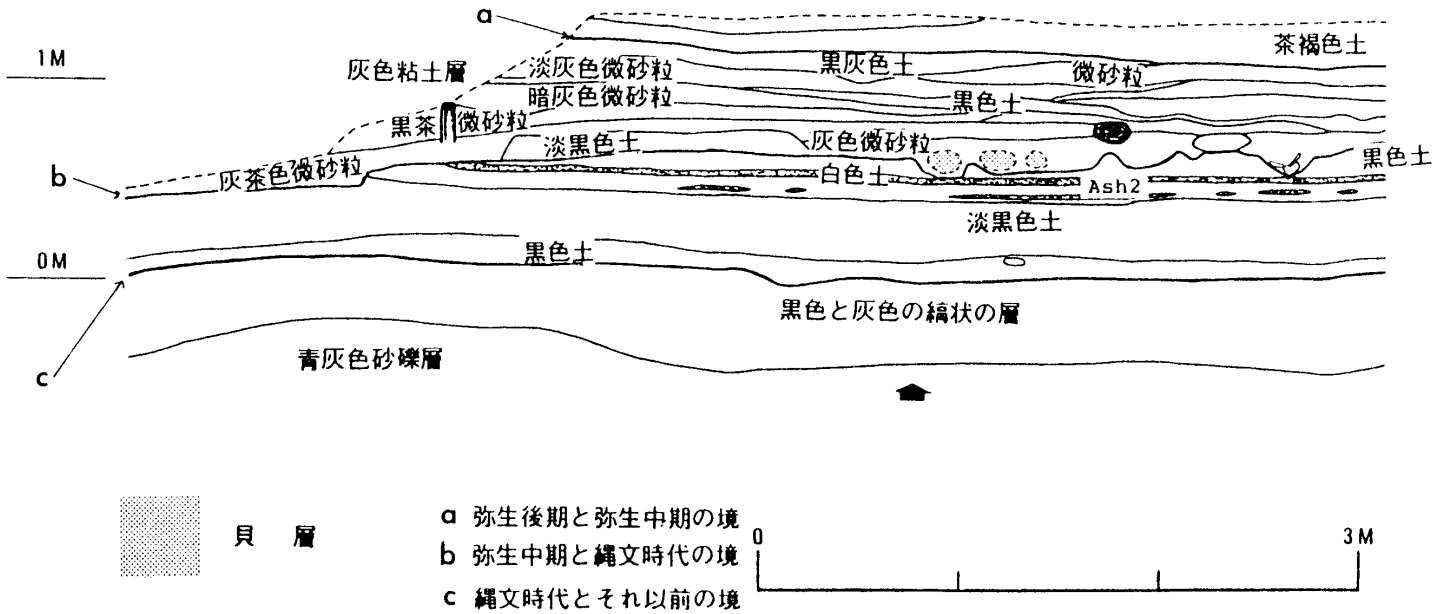 a
茶褐色土
1M
灰色粘土層
淡灰色微砂粒
黒灰色土
微砂粒
暗灰色微砂粒
黒色土
黒茶
微砂粒
淡黒色土
灰色微砂粒
黒色土
b
灰茶色微砂粒
白色土
Ash2
淡黒色土
0M
黒色土
黒色と灰色の縞状の層
青灰色砂礫層
c
貝層
a 弥生後期と弥生中期の境
b 弥生中期と縄文時代の境
c 縄文時代とそれ以前の境
0
3M